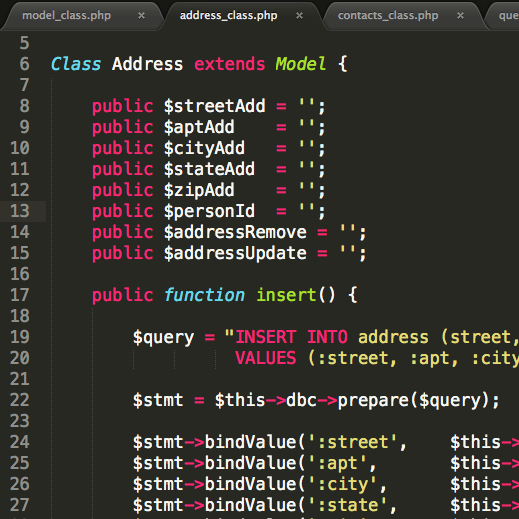 model_class.php × address_class.php × contacts_class.php × que
5
6 Class Address extends Model {
7
8 public $streetAdd = '';
9 public $aptAdd = '';
10 public $cityAdd = '';
11 public $stateAdd = '';
12 public $zipAdd = '';
13 public $personId = '';
14 public $addressRemove = '';
15 public $addressUpdate = '';
16
17 public function insert() {
18
19 $query = "INSERT INTO address (street,
20 VALUES (:street, :apt, :city
21
22 $stmt = $this->dbc->prepare($query);
23
24 $stmt->bindValue(':street', $this-
25 $stmt->bindValue(':apt', $this-
26 $stmt->bindValue(':city', $this-
27 $stmt->bindValue(':state', $this-